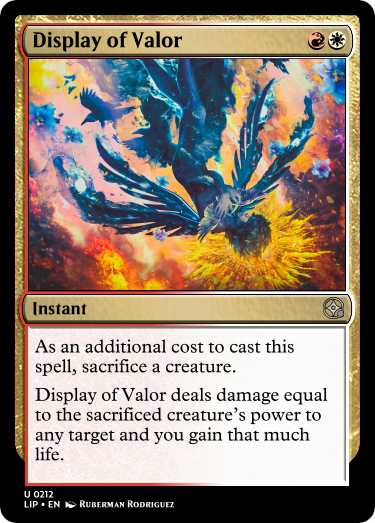 Display of Valor
Instant
As an additional cost to cast this
spell, sacrifice a creature.
Display of Valor deals damage equal
to the sacrificed creature's power to
any target and you gain that much
life.
U 0212
LIP • EN Ruberman Rodriguez